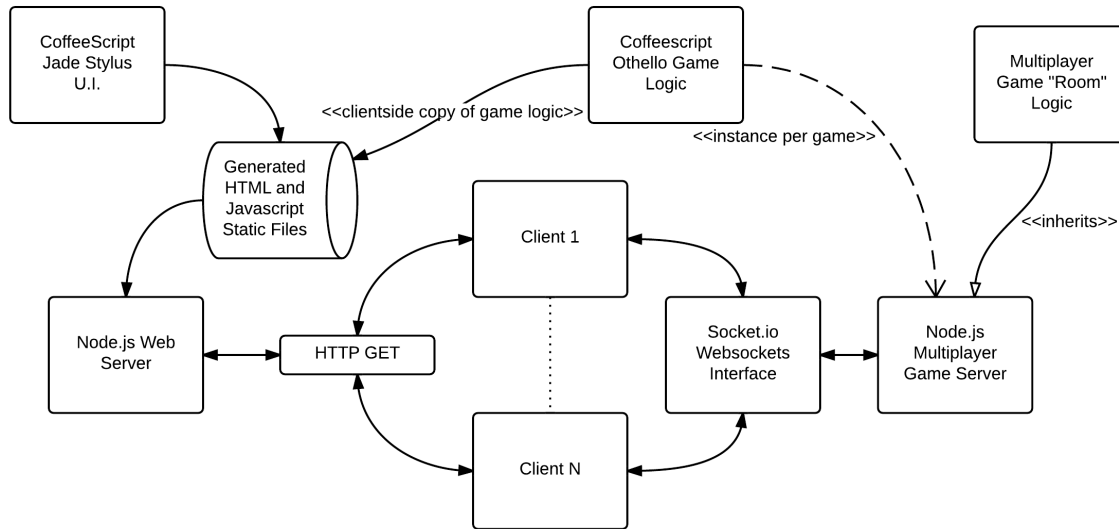 CoffeeScript
Jade Stylus
U.I.
Coffeescript
Othello Game
Logic
Multiplayer
Game "Room"
Logic
<<clientside copy of game logic>>
<<instance per game>>
Generated
HTML and
Javascript
Static Files
<<inherits>>
Client 1
Node.js Web
Server
HTTP GET
Socket.io
Websockets
Interface
Node.js
Multiplayer
Game Server
Client N